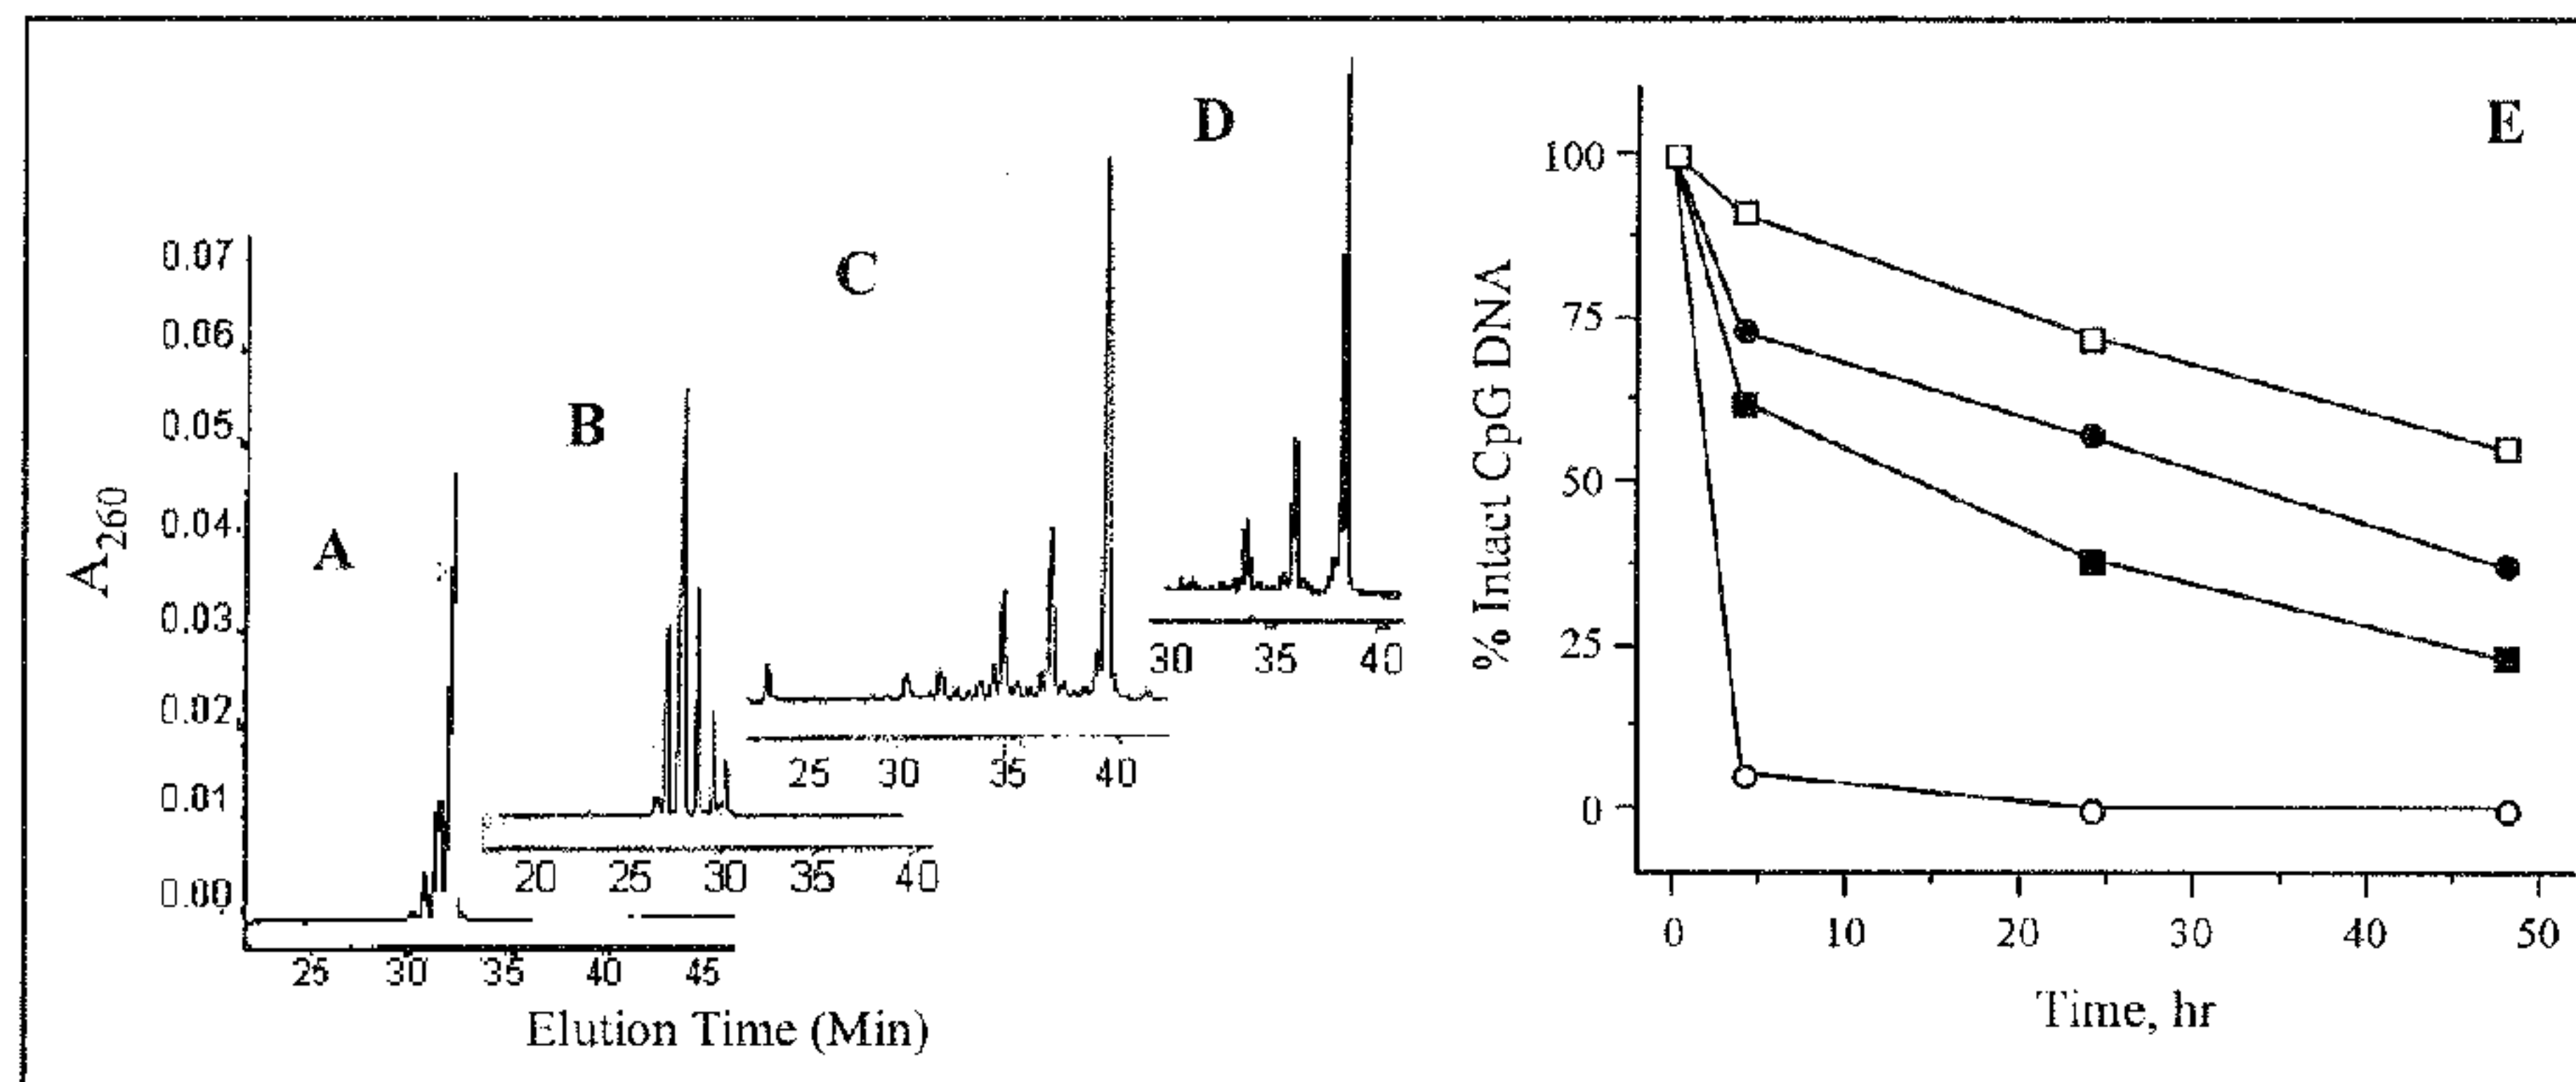 A
B
C
D
E
A260
0.07
0.06
0.05
0.04
0.03
0.02
0.01
0.00
25 30 35 40 45
20 25 30 35 40
25 30 35 40
30 35 40
Elution Time (Min)
% Intact CpG DNA
100
75
50
25
0
0 10 20 30 40 50
Time, hr